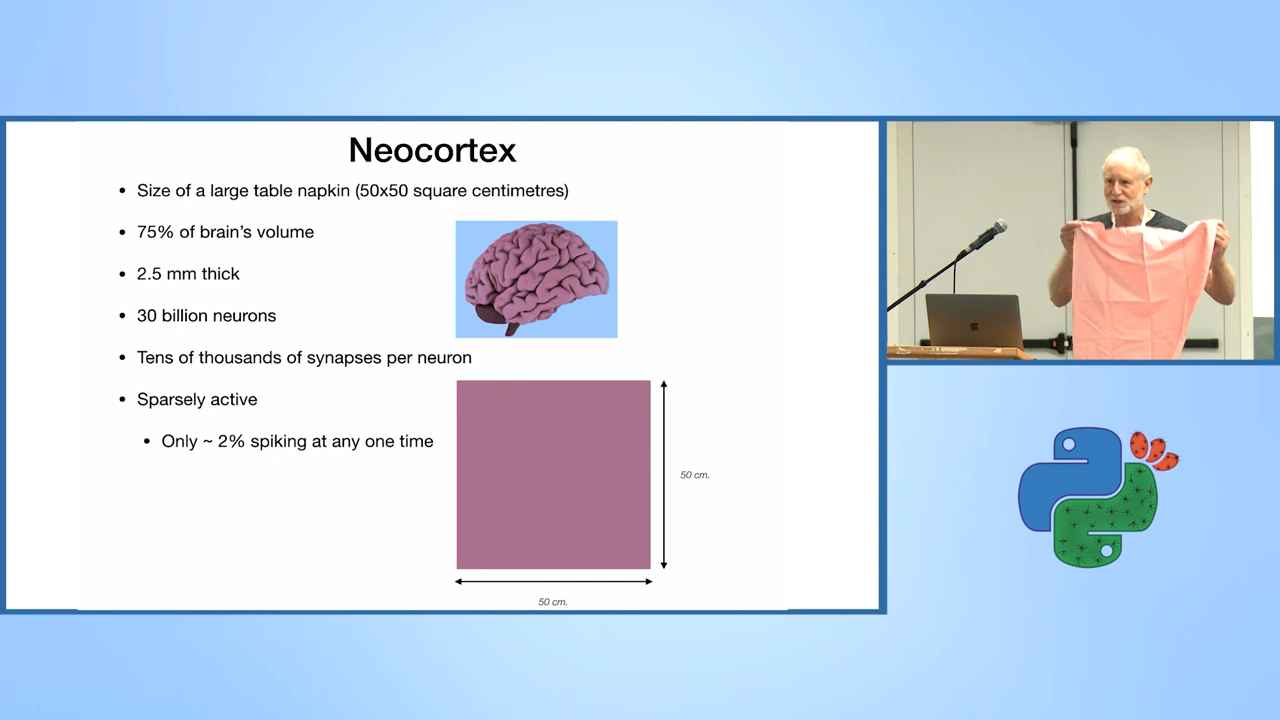 Neocortex
• Size of a large table napkin (50x50 square centimetres)
• 75% of brain’s volume
• 2.5 mm thick
• 30 billion neurons
• Tens of thousands of synapses per neuron
• Sparsely active
• Only ~ 2% spiking at any one time
50 cm.
50 cm.